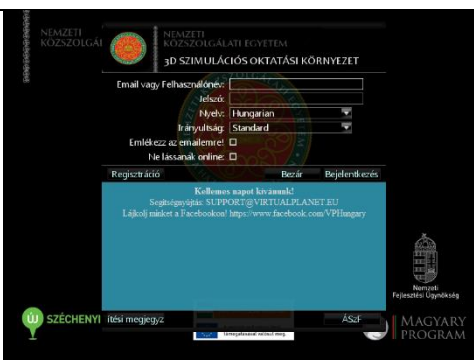 NEMZETI
KÖZSZOLGÁ
NEMZETI
KÖZSZOLGÁLATI EGYETEM
3D SZIMULÁCIÓS OKTATÁSI KÖRNYEZET
Email vagy Felhasználónév:
Jelszó:
Nyelv: Hungarian
Irányultság: Standard
Emlékezz az emailemre!
Ne lássanak online:
Regisztráció Bezár Bejelentkezés
Kellemes napot kívánunk!
Segítségnyújtás: SUPPORT@VIRTUALPLANET.EU
Lájkolj minket a Facebookon! https://www.facebook.com/VPHungary
Nemzeti
Fejlesztési Ügynökség
ÚJ SZÉCHENYI
ítési megjegyz
ÁSzF
MAGYARY
PROGRAM